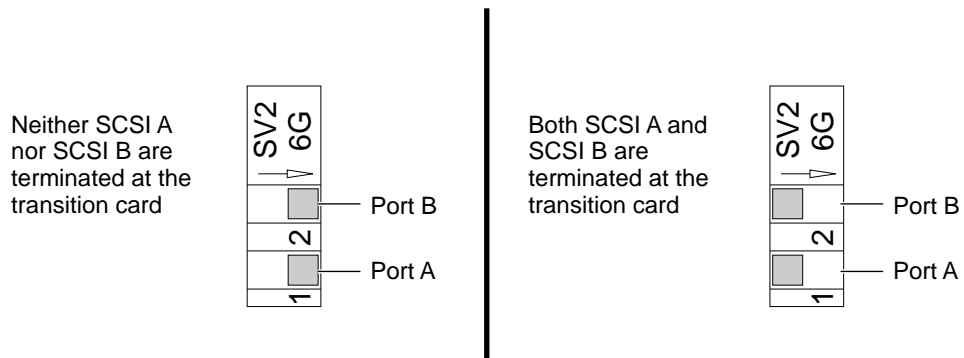 Neither SCSI A
nor SCSI B are
terminated at the
transition card
SV2
6G
Port B
2
Port A
1
Both SCSI A and
SCSI B are
terminated at the
transition card
SV2
6G
Port B
2
Port A
1